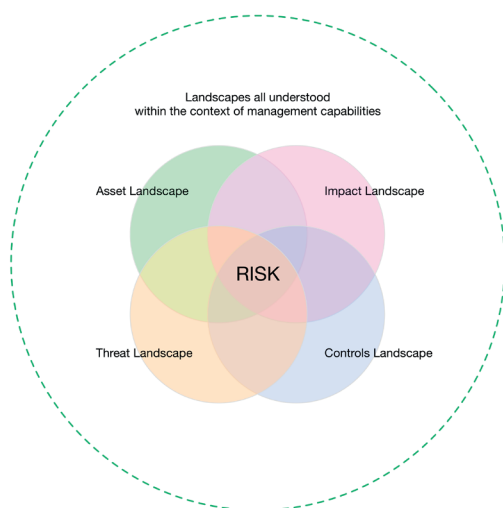 Landscapes all understood
within the context of management capabilities
Asset Landscape
Impact Landscape
RISK
Threat Landscape
Controls Landscape